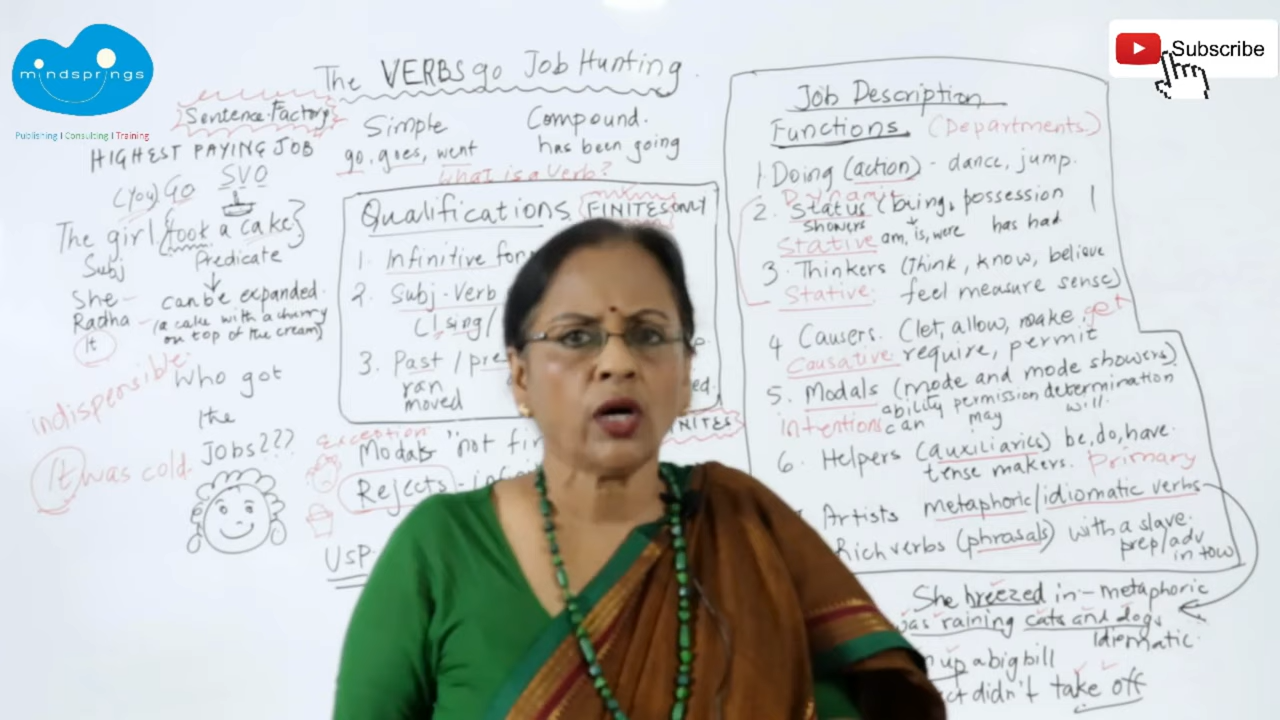 mindsprings
Publishing | Consulting | Training
Subscribe
The VERBS go Job Hunting.
Sentence Factory
HIGHEST PAYING JOB
(You) Go SVO
The girl {took a cake}
Subj Predicate
She - can be expanded.
Radha - (a cake with a cherry
on top of the cream)
It
indispensible.
Who got
the
Jobs???
It was cold.
Simple
go, goes, went
Compound.
has been going
What is a Verb?
Qualifications FINITES ONLY
1. Infinitive for
2. Subj-Verb
(I sing/
3. Past/pre
ran
moved
exception
Modals "not fin
Rejects -
USP
Job Description
Functions. (Departments.)
1. Doing (action) - dance, jump.
Dynamic
2. Status (being, possession
showers
Stative am, is, were has had
3. Thinkers (think, know, believe
Stative. feel measure sense)
4 Causers. (let, allow, make, get
Causative require, permit
5. Modals (mode and mode showers)
ability permission determination
intention can may will.
6. Helpers (auxiliaries) be, do, have.
tense makers. Primary
Artists metaphoric/idiomatic verbs
Rich verbs (phrasals) with a slave.
prep/adv
in tow
She breezed in - metaphoric
was raining cats and dogs
Idiomatic.
up a big bill
didn't take off